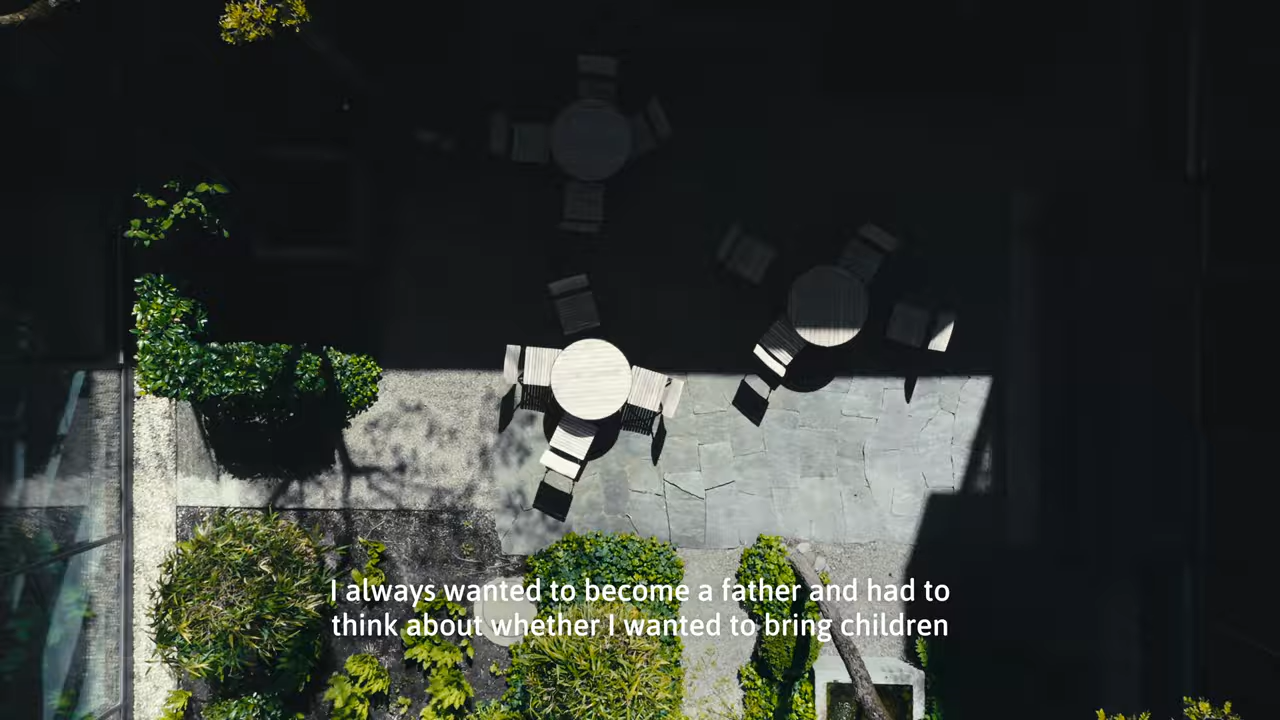 I always wanted to become a father and had to
think about whether I wanted to bring children